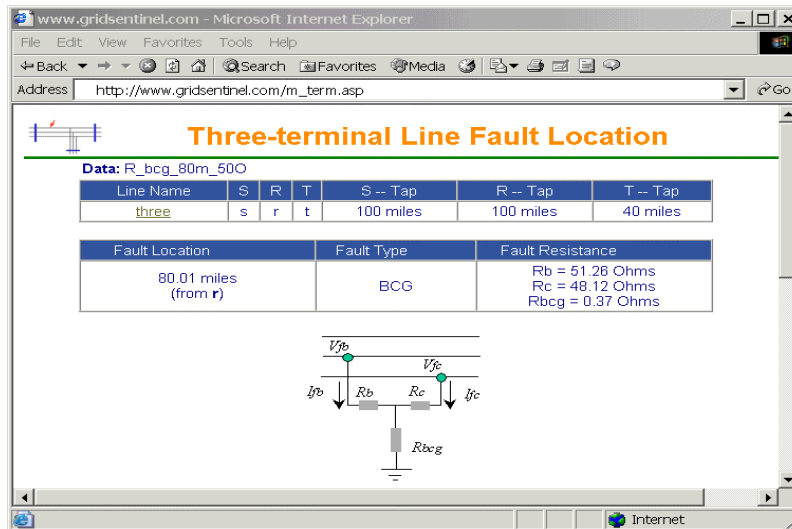 www.gridsentinel.com - Microsoft Internet Explorer
File Edit View Favorites Tools Help
Back Search Favorites Media
Address http://www.gridsentinel.com/m_term.asp Go
Three-terminal Line Fault Location
Data: R_bcg_80m_50O
Line Name S R T S -- Tap R -- Tap T -- Tap
three s r t 100 miles 100 miles 40 miles
Fault Location Fault Type Fault Resistance
80.01 miles
(from r)
BCG
Rb = 51.26 Ohms
Rc = 48.12 Ohms
Rbcg = 0.37 Ohms
Vfb
Vfc
Ifb Rb Rc Ifc
Rbcg
Internet